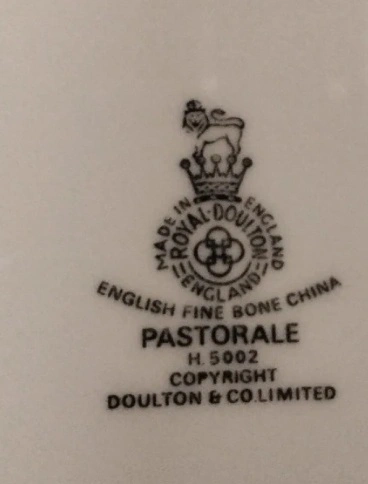 MADE IN ENGLAND
ROYAL·DOULTON
ENGLAND
ENGLISH FINE BONE CHINA
PASTORALE
H.5002
COPYRIGHT
DOULTON & CO.LIMITED